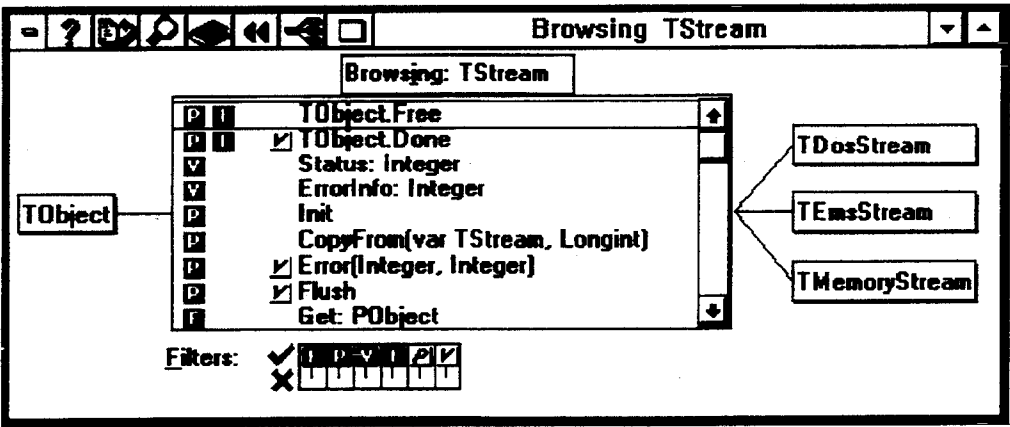 Browsing TStream
Browsing: TStream
P I TObject.Free
P I V TObject.Done
V Status: Integer
V ErrorInfo: Integer
P Init
P CopyFrom(var TStream, Longint)
P V Error(Integer, Integer)
P V Flush
F Get: PObject
TObject
TDosStream
TEmsStream
TMemoryStream
Filters: